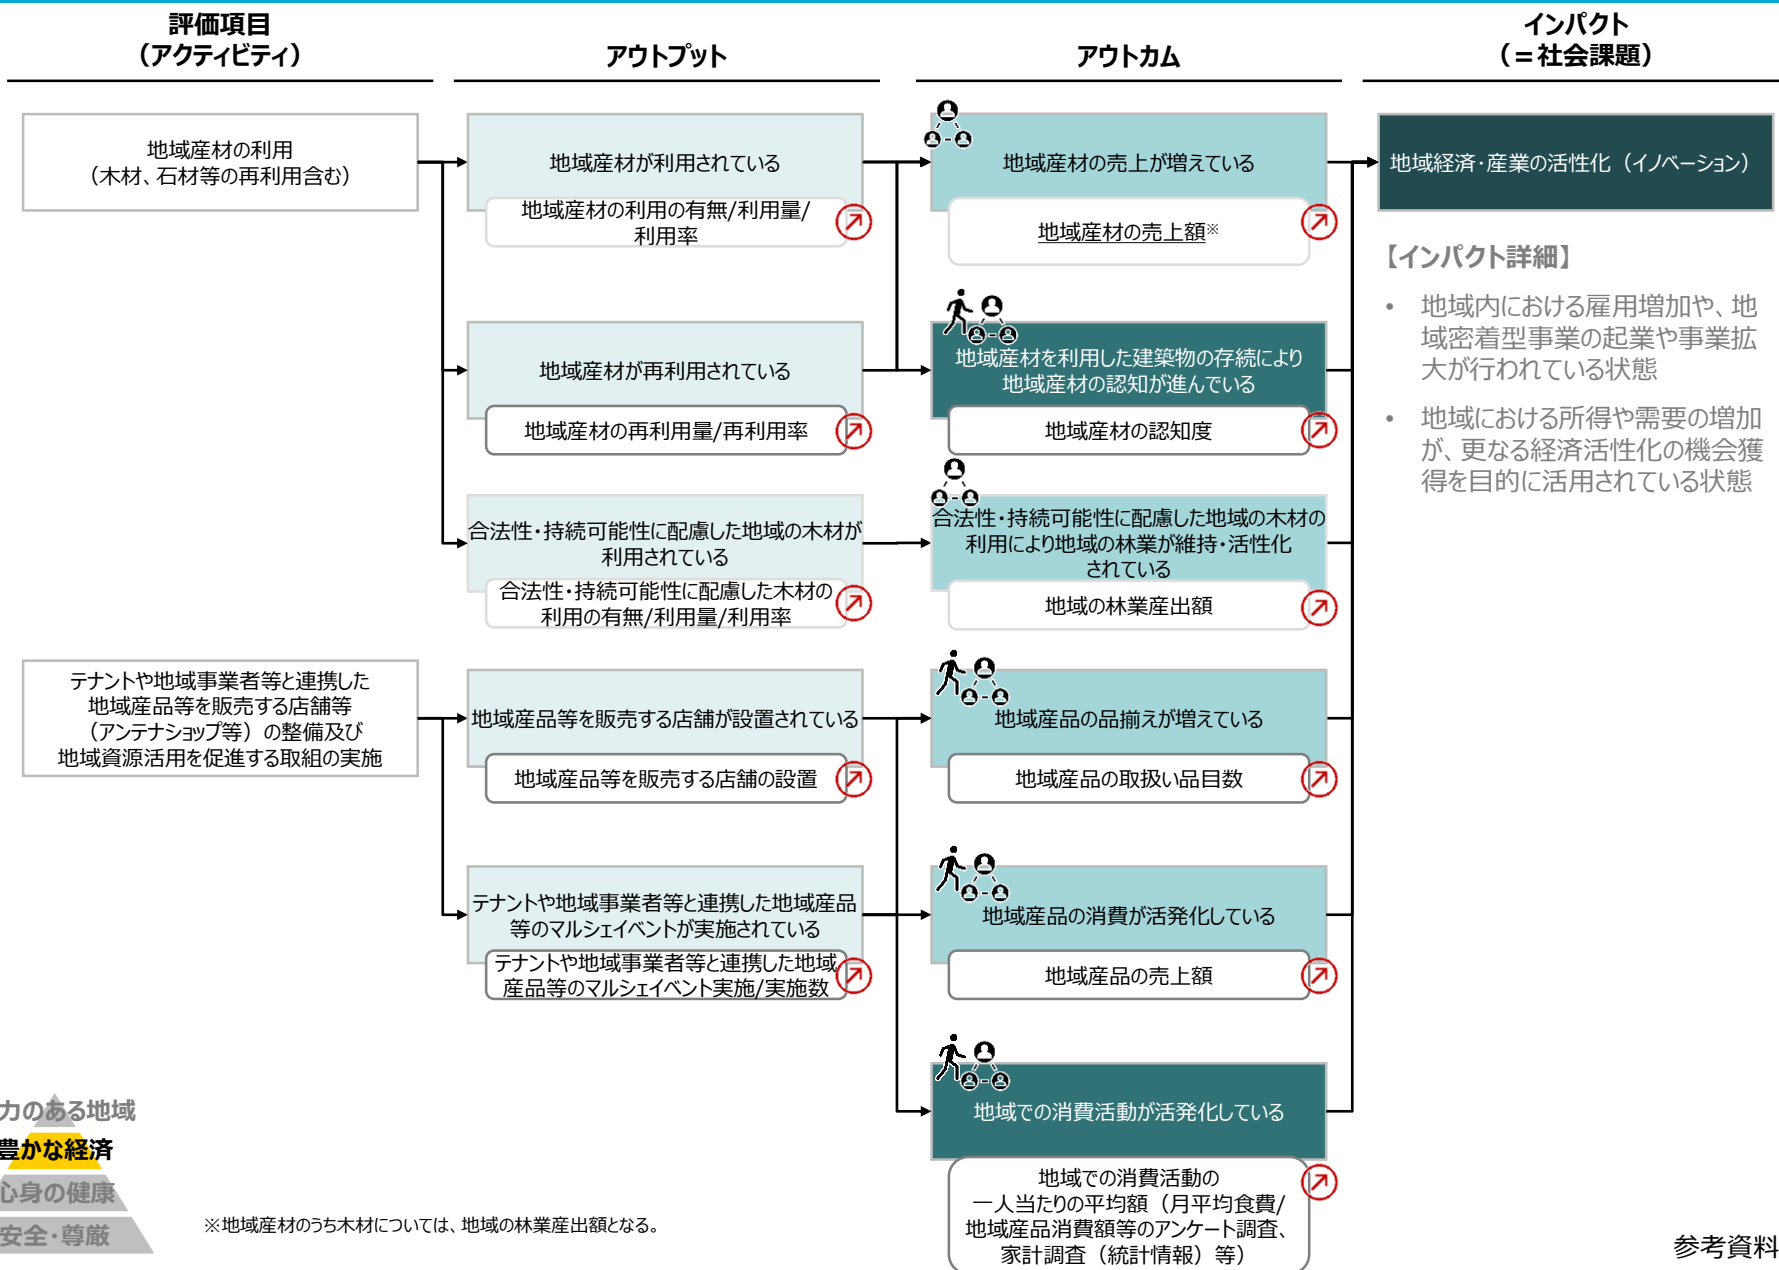 評価項目
（アクティビティ）
アウトプット
アウトカム
インパクト
（＝社会課題）
地域産材の利用
（木材、石材等の再利用含む）
地域産材が利用されている
地域産材の利用の有無/利用量/
利用率
地域産材が再利用されている
地域産材の再利用量/再利用率
合法性・持続可能性に配慮した地域の木材が
利用されている
合法性・持続可能性に配慮した木材の
利用の有無/利用量/利用率
地域産材の売上が増えている
地域産材の売上額※
地域産材を利用した建築物の存続により
地域産材の認知が進んでいる
地域産材の認知度
合法性・持続可能性に配慮した地域の木材の
利用により地域の林業が維持・活性化
されている
地域の林業産出額
地域経済・産業の活性化（イノベーション）
【インパクト詳細】
• 地域内における雇用増加や、地
域密着型事業の起業や事業拡
大が行われている状態
• 地域における所得や需要の増加
が、更なる経済活性化の機会獲
得を目的に活用されている状態
テナントや地域事業者等と連携した
地域産品等を販売する店舗等
（アンテナショップ等）の整備及び
地域資源活用を促進する取組の実施
地域産品等を販売する店舗が設置されている
地域産品等を販売する店舗の設置
テナントや地域事業者等と連携した地域産品
等のマルシェイベントが実施されている
テナントや地域事業者等と連携した地域
産品等のマルシェイベント実施/実施数
地域産品の品揃えが増えている
地域産品の取扱い品目数
地域産品の消費が活発化している
地域産品の売上額
地域での消費活動が活発化している
地域での消費活動の
一人当たりの平均額（月平均食費/
地域産品消費額等のアンケート調査、
家計調査（統計情報）等）
力のある地域
豊かな経済
心身の健康
安全・尊厳
※地域産材のうち木材については、地域の林業産出額となる。
参考資料